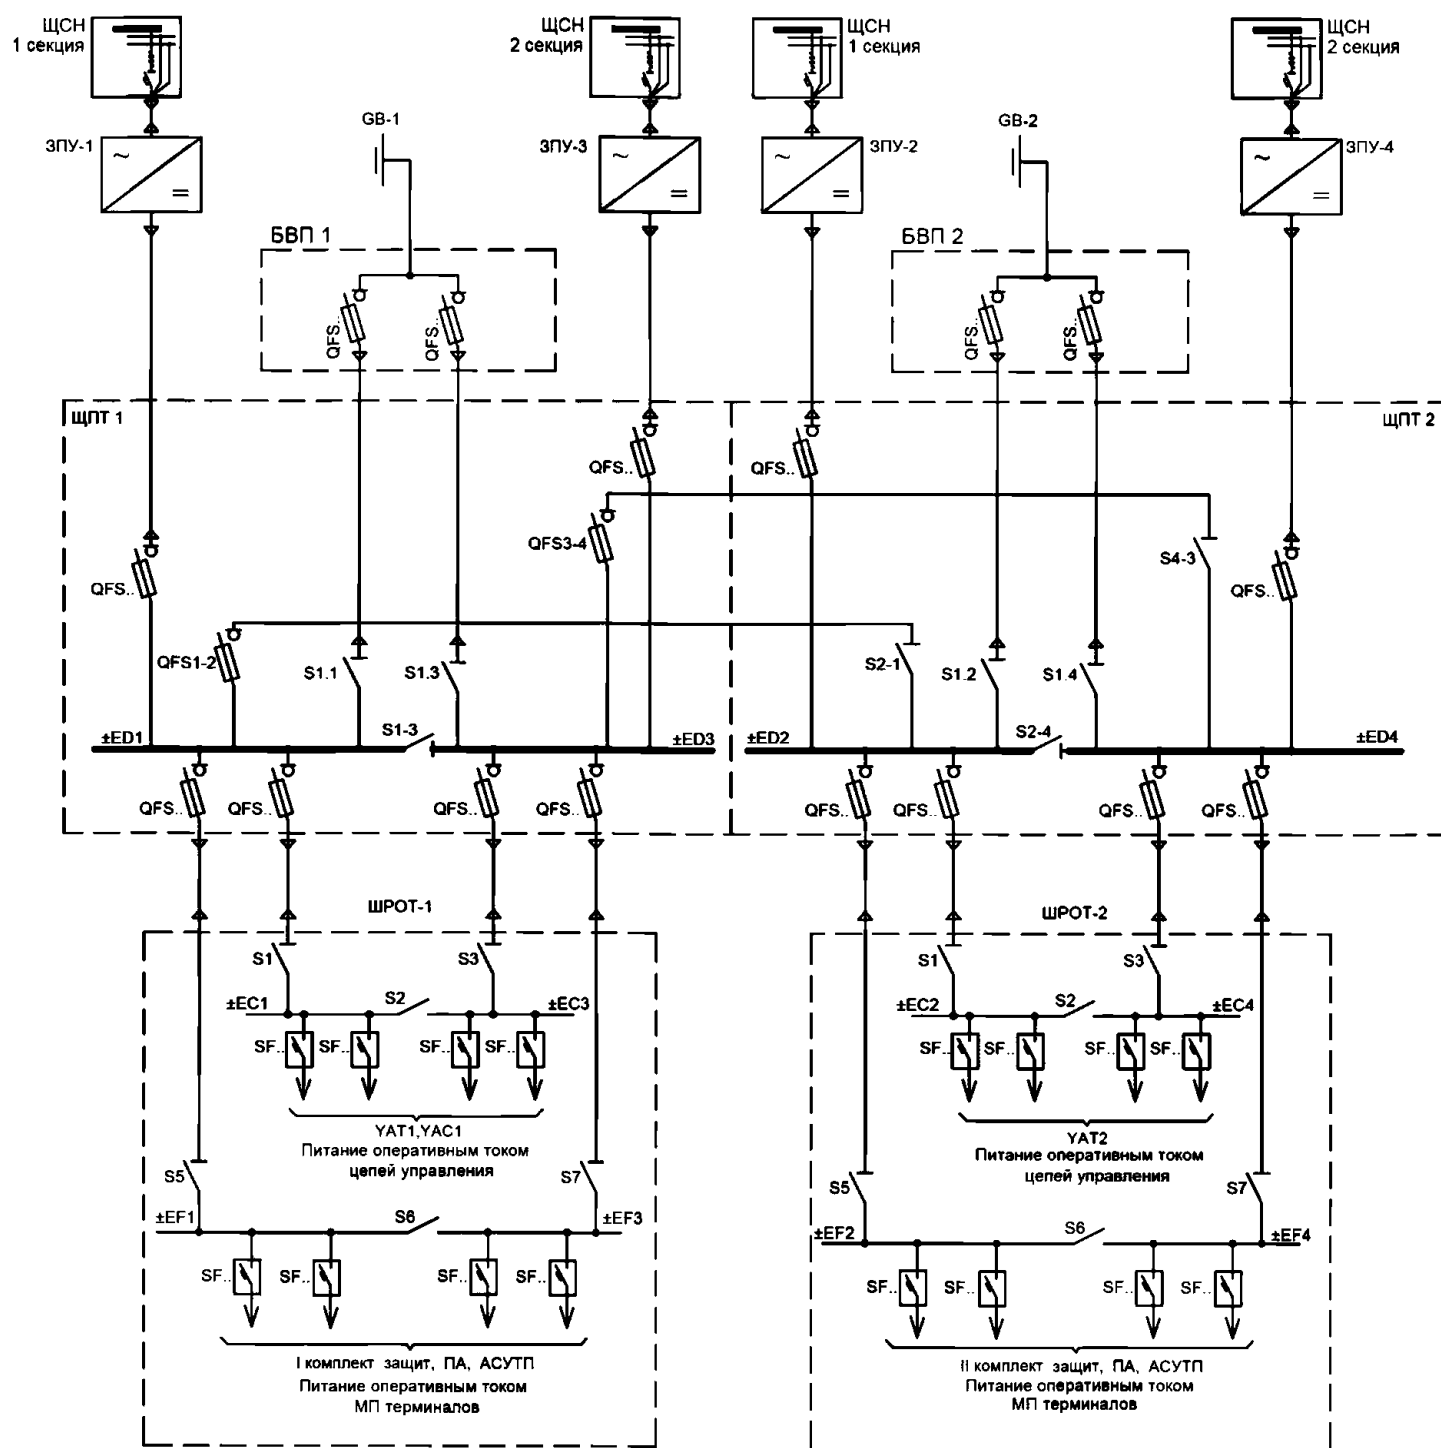 ЩСН
1 секция
ЩСН
2 секция
ЩСН
1 секция
ЩСН
2 секция
ЗПУ-1
GB-1
ЗПУ-3
ЗПУ-2
GB-2
ЗПУ-4
~
=
~
=
~
=
~
=
БВП 1
БВП 2
QFS..
QFS..
QFS..
QFS..
ЩПТ 1
ЩПТ 2
QFS..
QFS..
QFS3-4
S4-3
QFS..
QFS..
QFS1-2
S1.1
S1.3
S2-1
S1.2
S1.4
±ED1
S1-3
±ED3
±ED2
S2-4
±ED4
QFS..
QFS..
QFS..
QFS..
QFS..
QFS..
QFS..
QFS..
ШРОТ-1
ШРОТ-2
S1
S3
S1
S3
±EC1
S2
±EC3
±EC2
S2
±EC4
SF..
SF..
SF..
SF..
SF..
SF..
SF..
SF..
YAT1,YAC1
Питание оперативным током
цепей управления
YAT2
Питание оперативным током
цепей управления
S5
S7
S5
S7
±EF1
S6
±EF3
±EF2
S6
±EF4
SF..
SF..
SF..
SF..
SF..
SF..
SF..
SF..
I комплект защит, ПА, АСУТП
Питание оперативным током
МП терминалов
II комплект защит, ПА, АСУТП
Питание оперативным током
МП терминалов